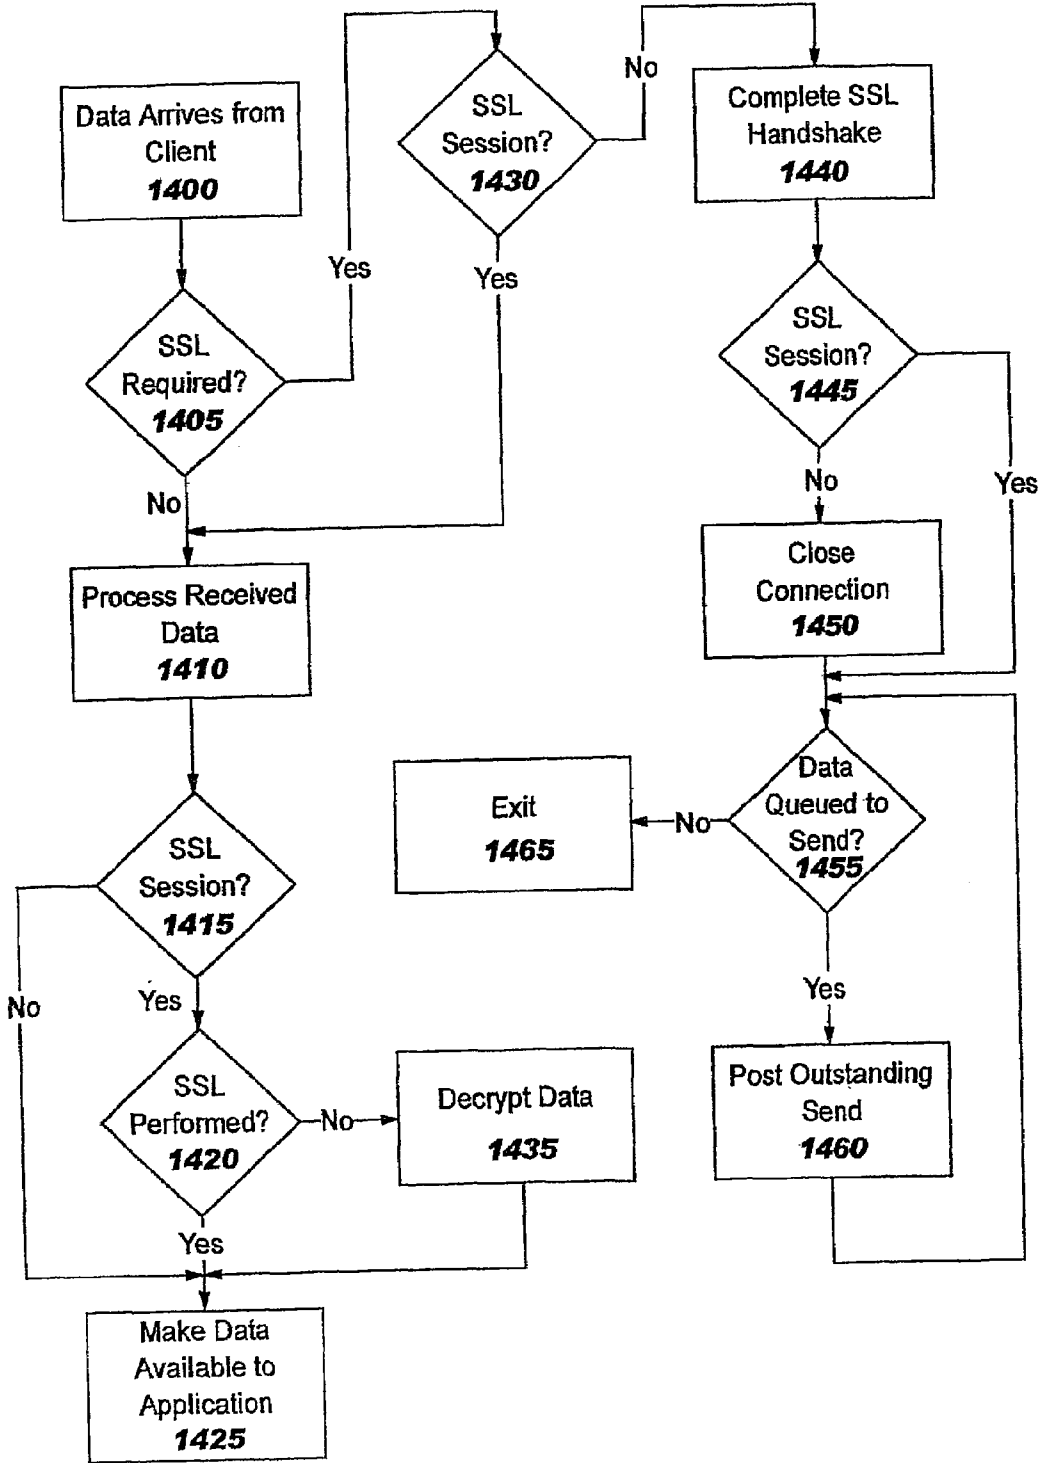 Data Arrives from
Client
1400
Yes
SSL
Required?
1405
No
SSL
Session?
1430
Yes
No
Complete SSL
Handshake
1440
SSL
Session?
1445
No
Yes
Close
Connection
1450
Process Received
Data
1410
SSL
Session?
1415
No
Yes
SSL
Performed?
1420
No
Yes
Decrypt Data
1435
Make Data
Available to
Application
1425
Data
Queued to
Send?
1455
No
Exit
1465
Yes
Post Outstanding
Send
1460